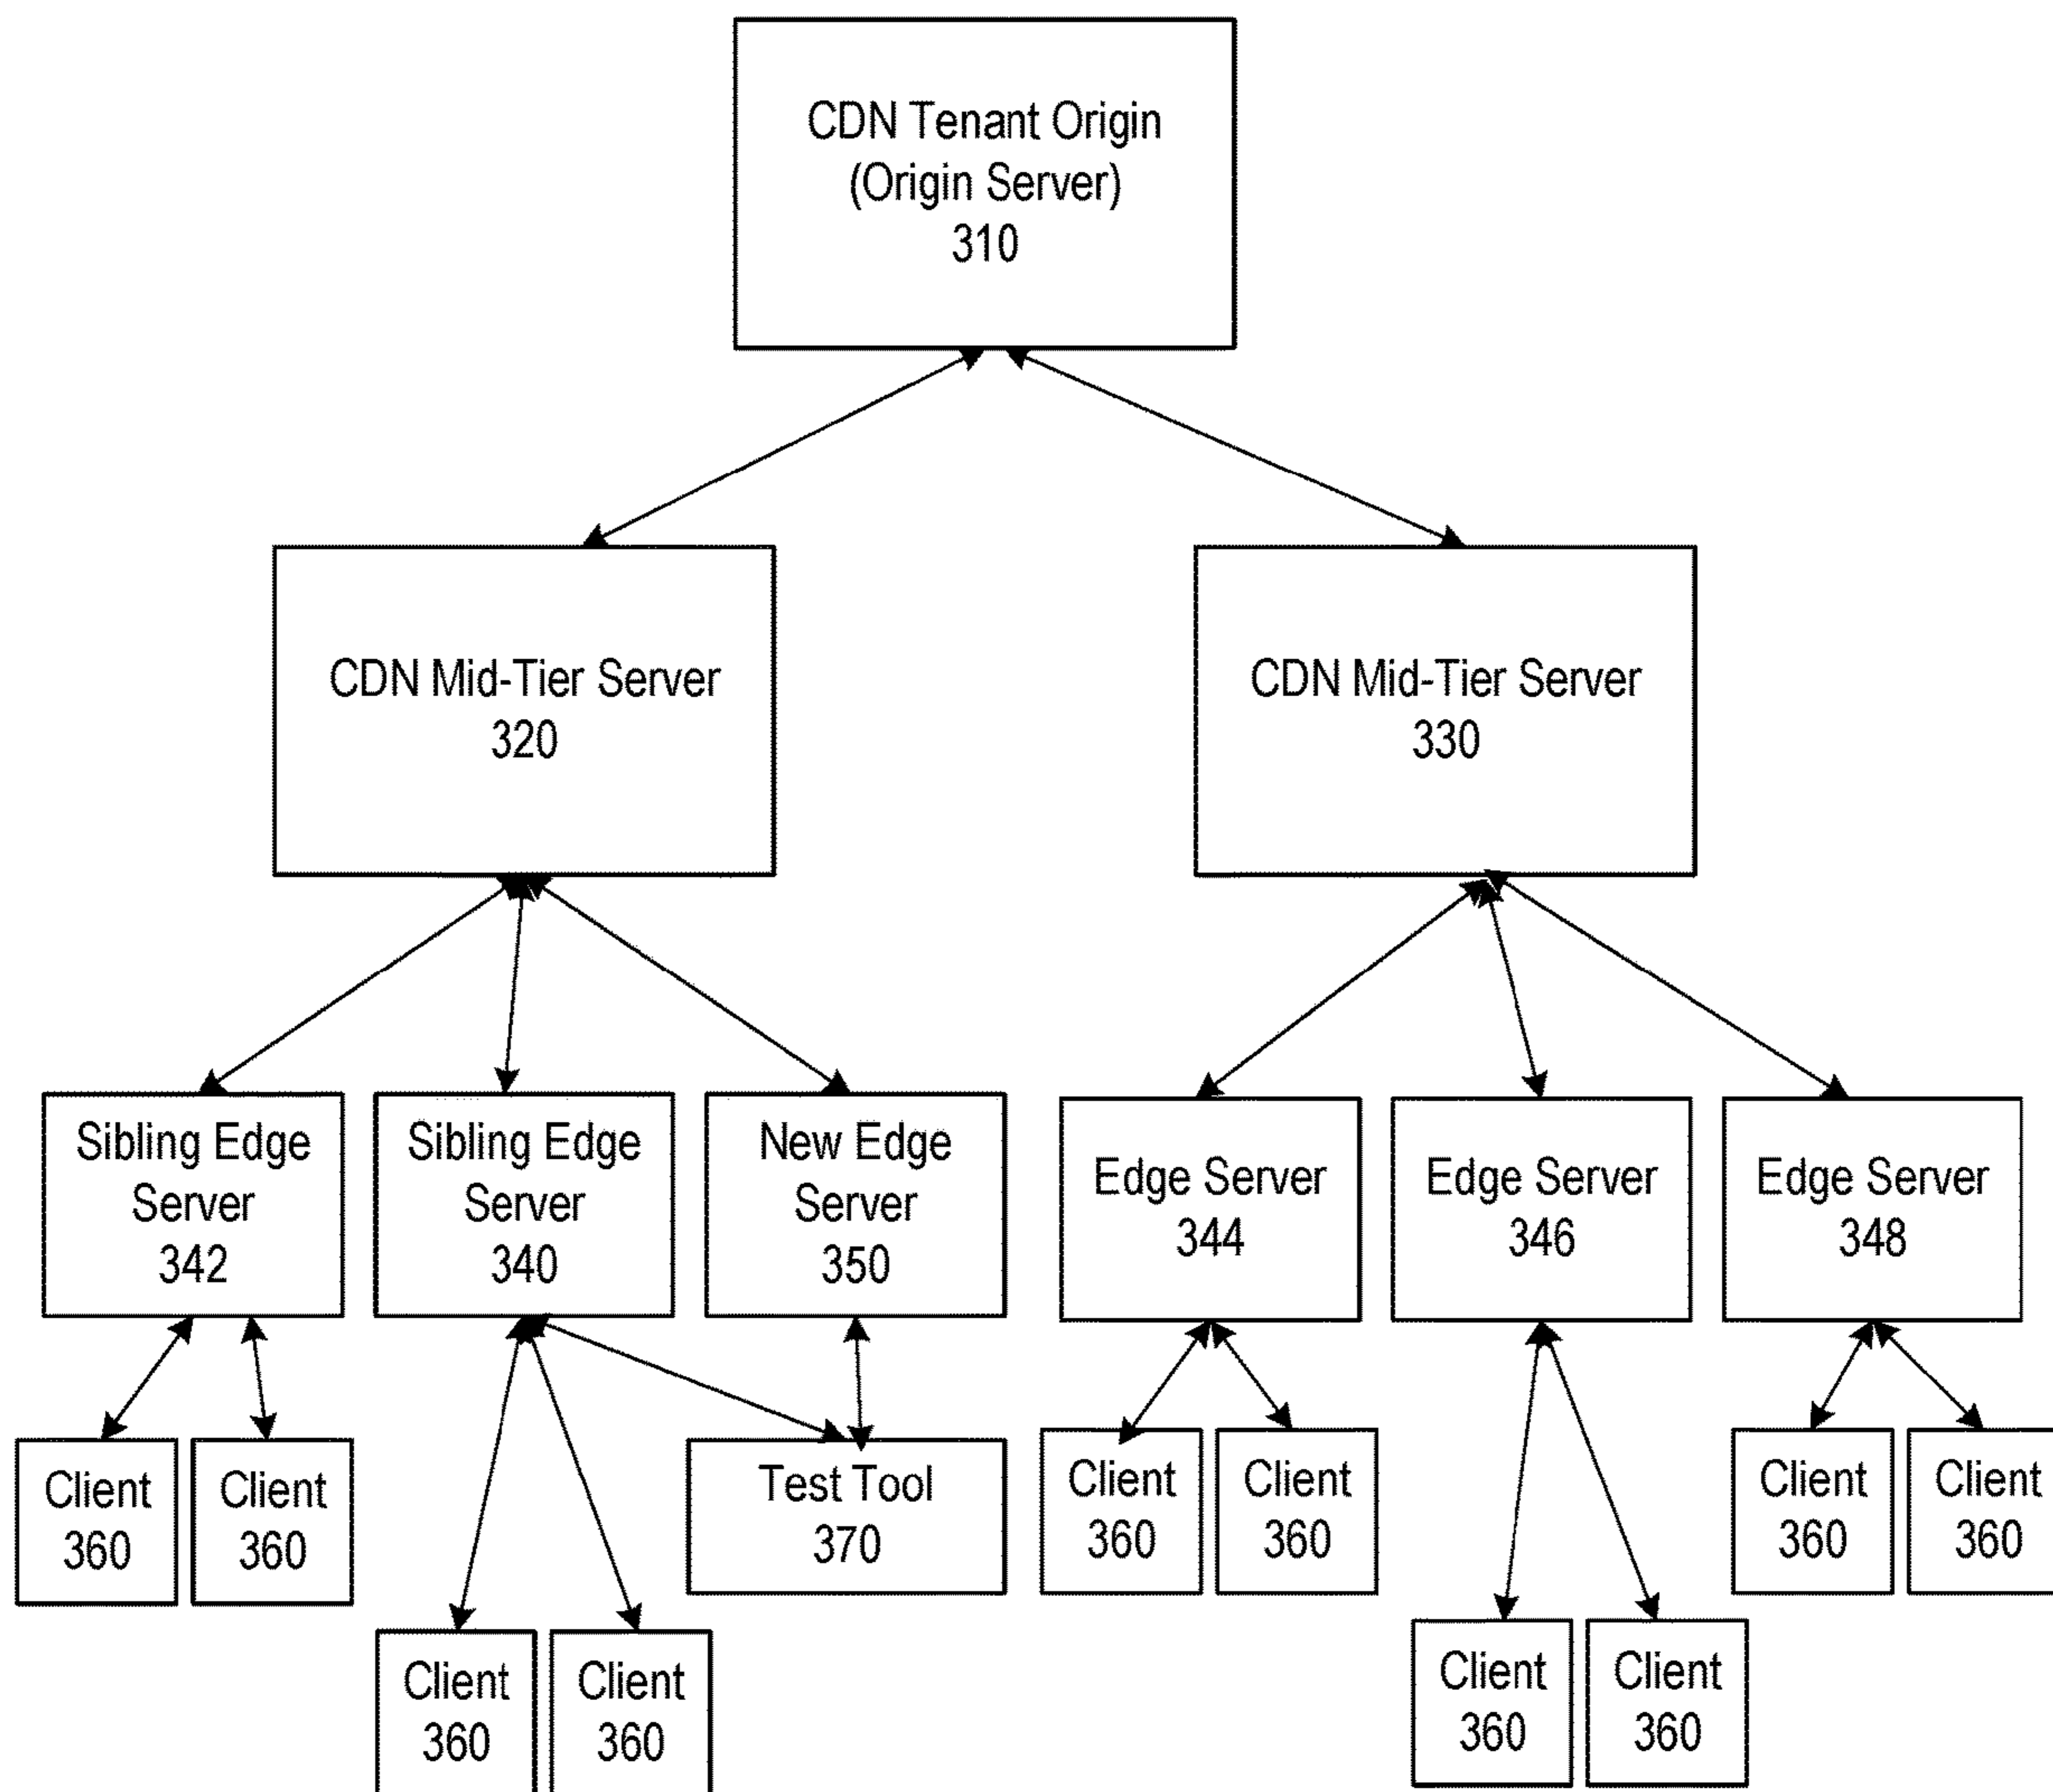 CDN Tenant Origin
(Origin Server)
310
CDN Mid-Tier Server
320
CDN Mid-Tier Server
330
Sibling Edge
Server
342
Sibling Edge
Server
340
New Edge
Server
350
Edge Server
344
Edge Server
346
Edge Server
348
Client
360
Client
360
Test Tool
370
Client
360
Client
360
Client
360
Client
360
Client
360
Client
360
Client
360
Client
360